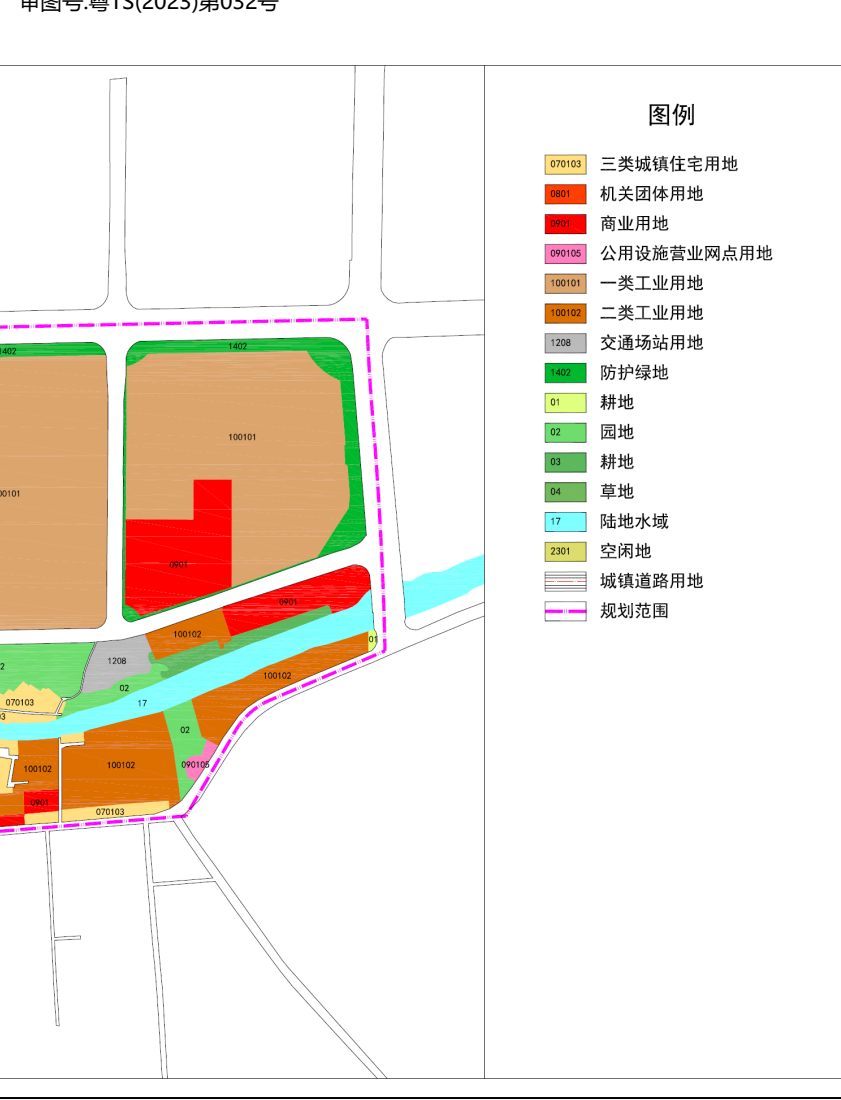 审图号:粤TS(2023)第032号
图例
070103 三类城镇住宅用地
0801 机关团体用地
0901 商业用地
090105 公用设施营业网点用地
100101 一类工业用地
100102 二类工业用地
1208 交通场站用地
1402 防护绿地
01 耕地
02 园地
03 耕地
04 草地
17 陆地水域
2301 空闲地
城镇道路用地
规划范围
1402
1402
100101
0901
0901
100102
01
1208
02
100102
070103
17
02
100102
100102
090105
0901
070103